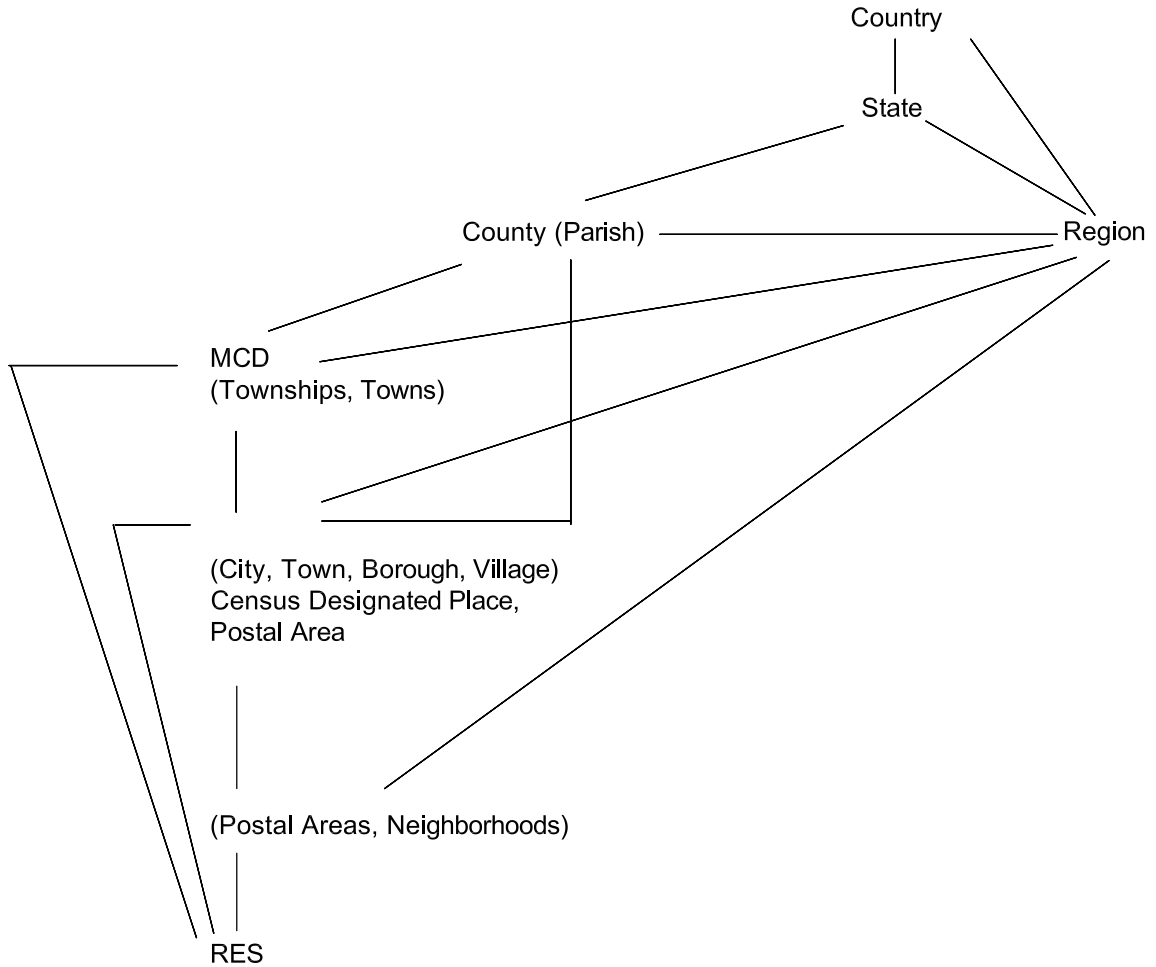 Country
State
County (Parish)
Region
MCD
(Townships, Towns)
(City, Town, Borough, Village)
Census Designated Place,
Postal Area
(Postal Areas, Neighborhoods)
RES